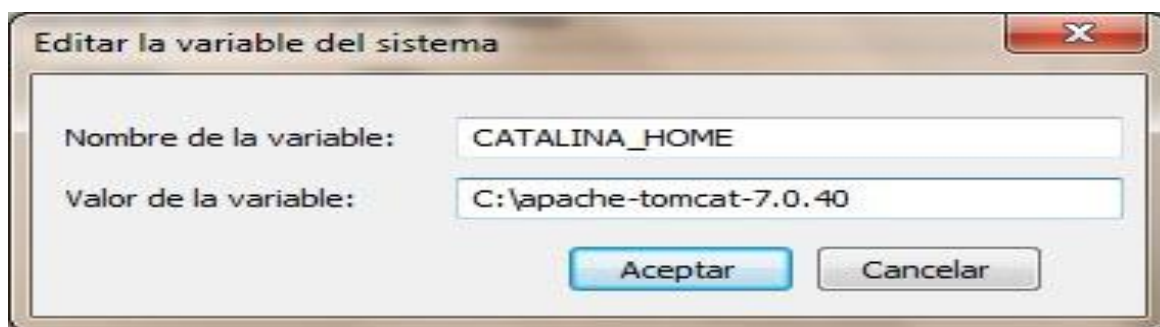 Editar la variable del sistema
Nombre de la variable: CATALINA_HOME
Valor de la variable: C:\apache-tomcat-7.0.40
Aceptar Cancelar